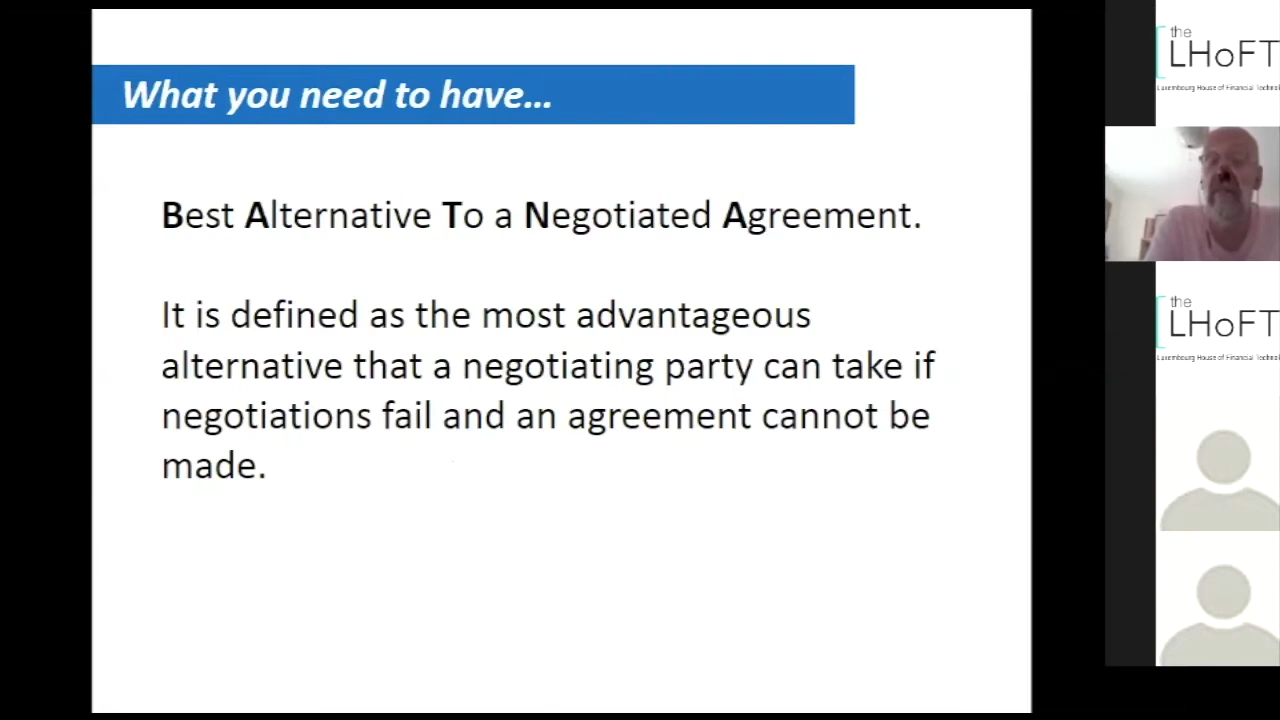 What you need to have...
Best Alternative To a Negotiated Agreement.
It is defined as the most advantageous
alternative that a negotiating party can take if
negotiations fail and an agreement cannot be
made.
the
LHoFT
Luxembourg House of Financial Technol
the
LHoFT
Luxembourg House of Financial Technol